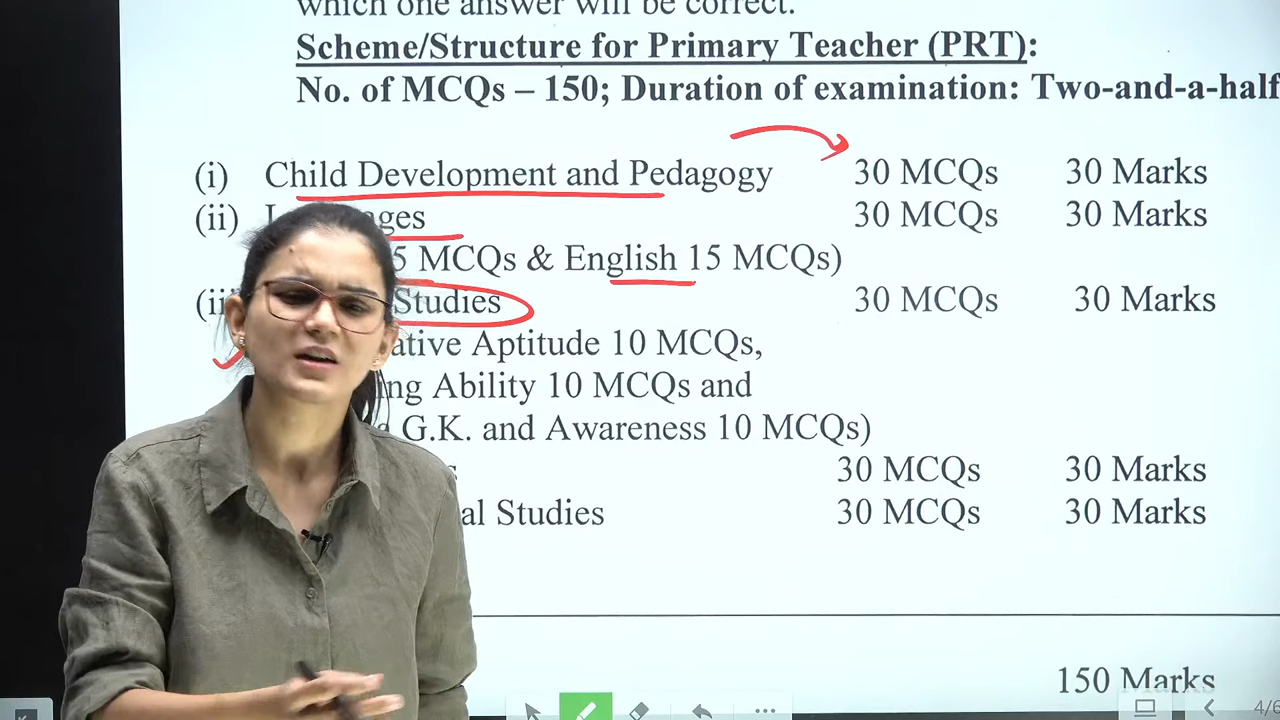 which one answer will be correct.
Scheme/Structure for Primary Teacher (PRT):
No. of MCQs – 150; Duration of examination: Two-and-a-half
(i) Child Development and Pedagogy 30 MCQs 30 Marks
(ii) 30 MCQs 30 Marks
5 MCQs & English 15 MCQs)
Studies 30 MCQs 30 Marks
Aptitude 10 MCQs,
Ability 10 MCQs and
G.K. and Awareness 10 MCQs)
30 MCQs 30 Marks
Studies 30 MCQs 30 Marks
150 Marks
4/6